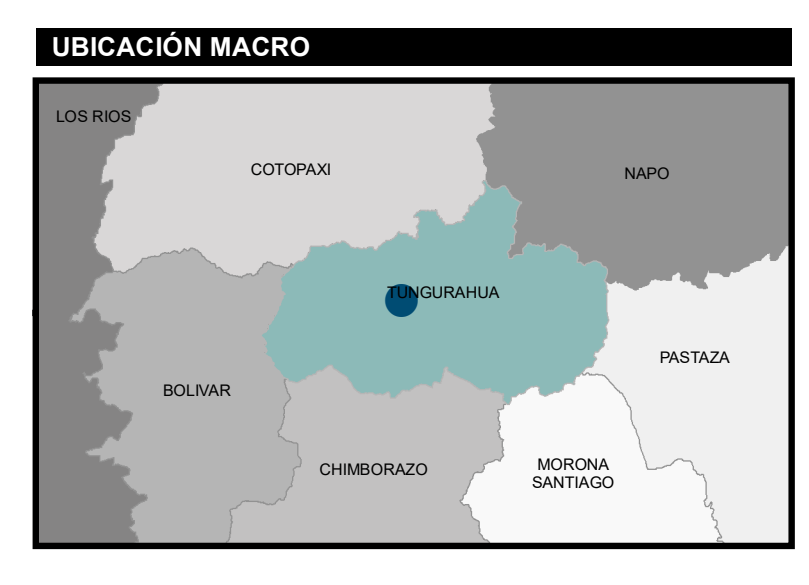 UBICACIÓN MACRO
LOS RIOS
COTOPAXI
NAPO
TUNGURAHUA
PASTAZA
BOLIVAR
CHIMBORAZO
MORONA
SANTIAGO